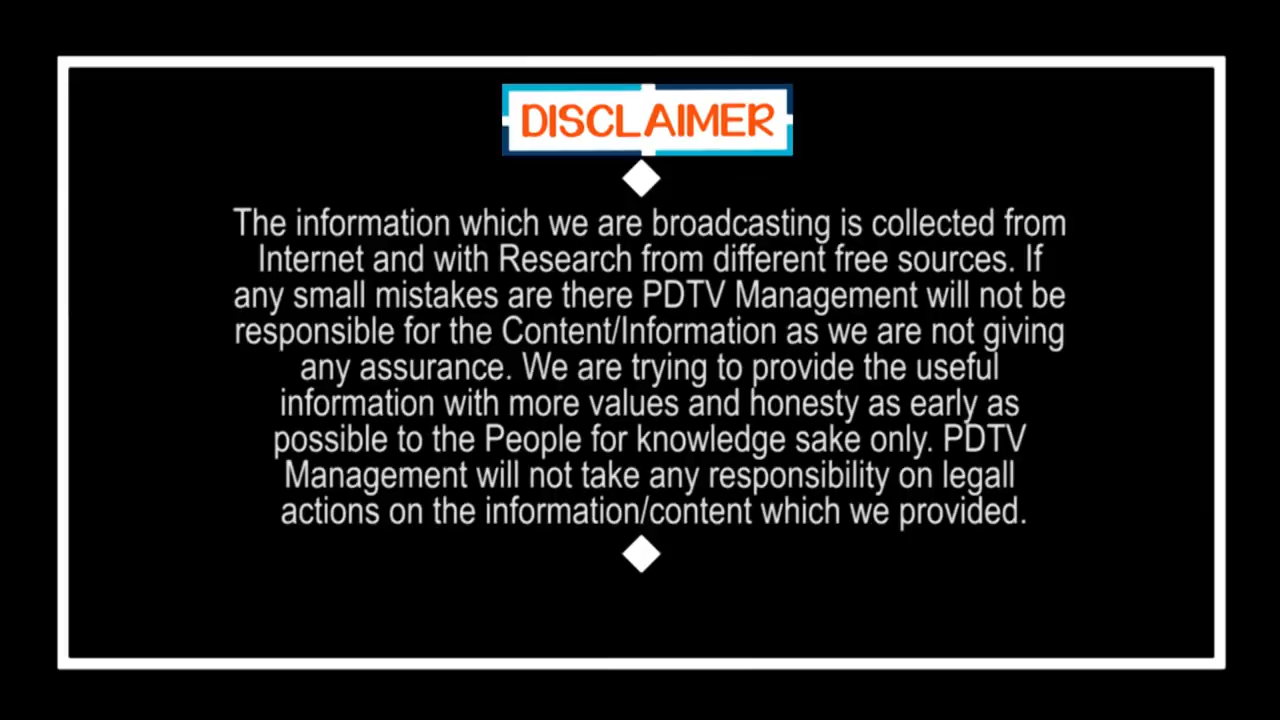 DISCLAIMER
The information which we are broadcasting is collected from
Internet and with Research from different free sources. If
any small mistakes are there PDTV Management will not be
responsible for the Content/Information as we are not giving
any assurance. We are trying to provide the useful
information with more values and honesty as early as
possible to the People for knowledge sake only. PDTV
Management will not take any responsibility on legall
actions on the information/content which we provided.